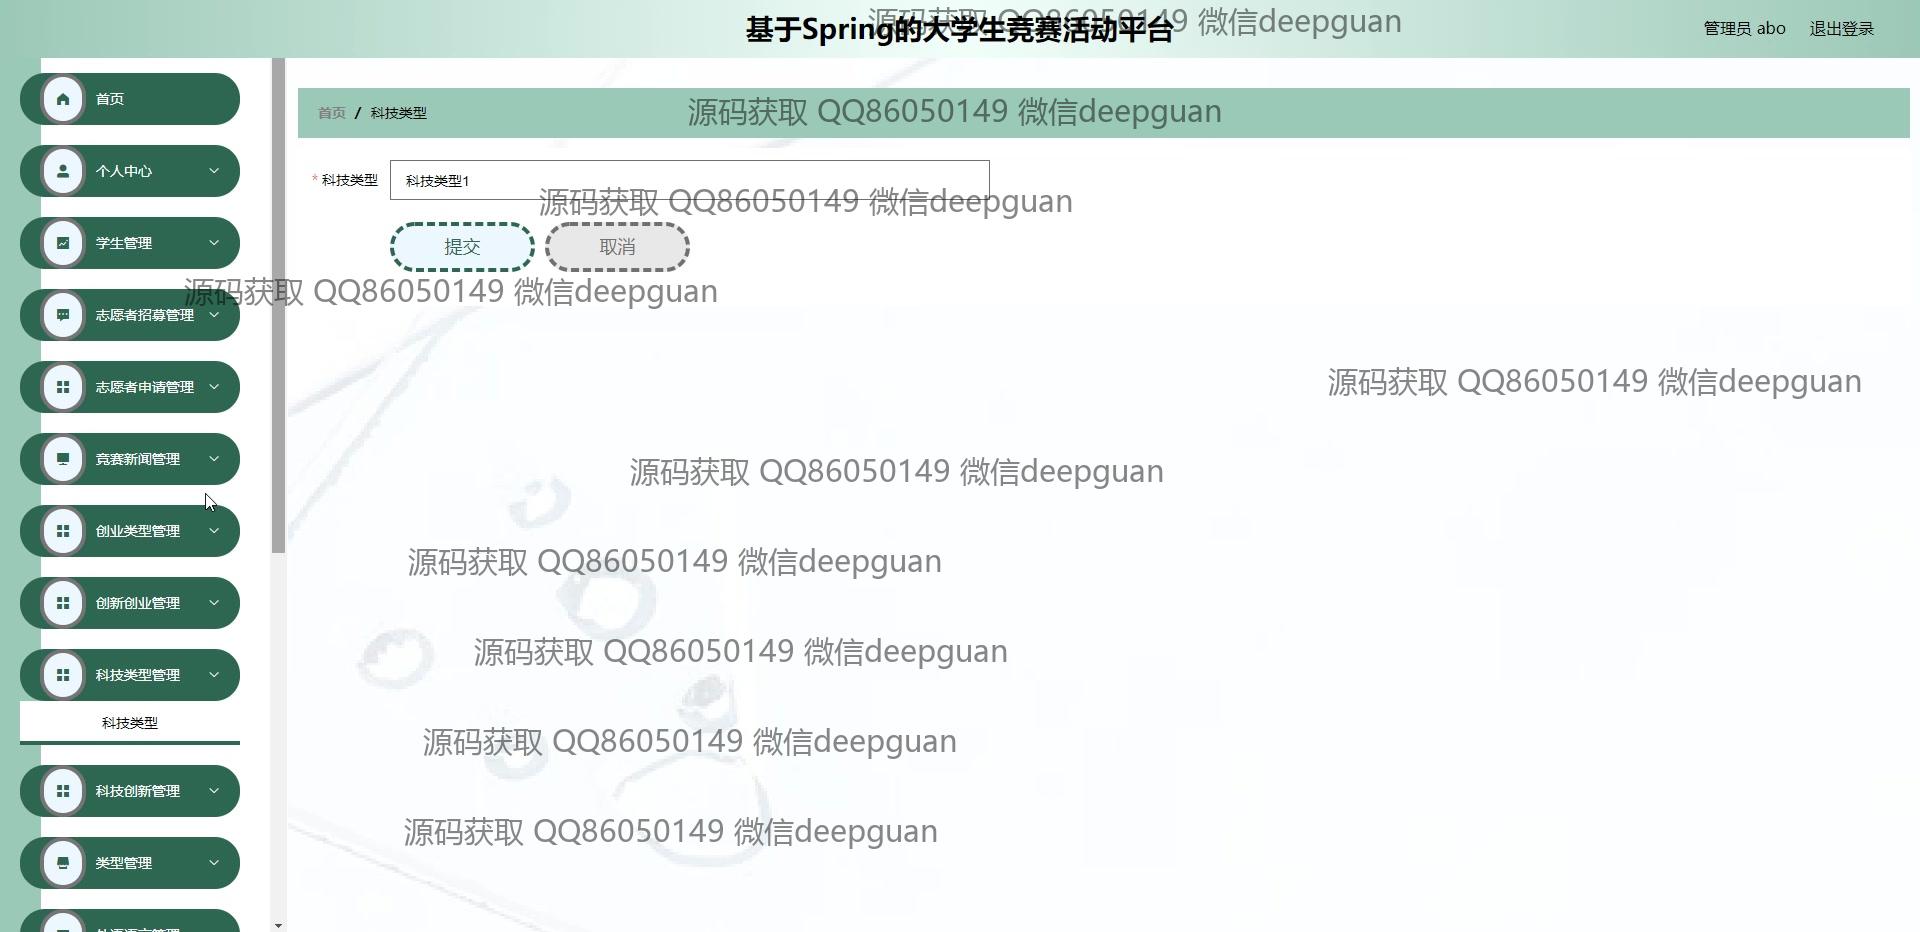 基于Spring的大学生竞赛活动平台
源码获取 QQ86050149 微信deepguan
管理员 abo 退出登录
首页
首页 / 科技类型
源码获取 QQ86050149 微信deepguan
个人中心
* 科技类型 科技类型1
源码获取 QQ86050149 微信deepguan
学生管理
提交 取消
源码获取 QQ86050149 微信deepguan
志愿者招募管理
志愿者申请管理
源码获取 QQ86050149 微信deepguan
竞赛新闻管理
源码获取 QQ86050149 微信deepguan
创业类型管理
源码获取 QQ86050149 微信deepguan
创新创业管理
源码获取 QQ86050149 微信deepguan
科技类型管理
科技类型
源码获取 QQ86050149 微信deepguan
科技创新管理
源码获取 QQ86050149 微信deepguan
类型管理